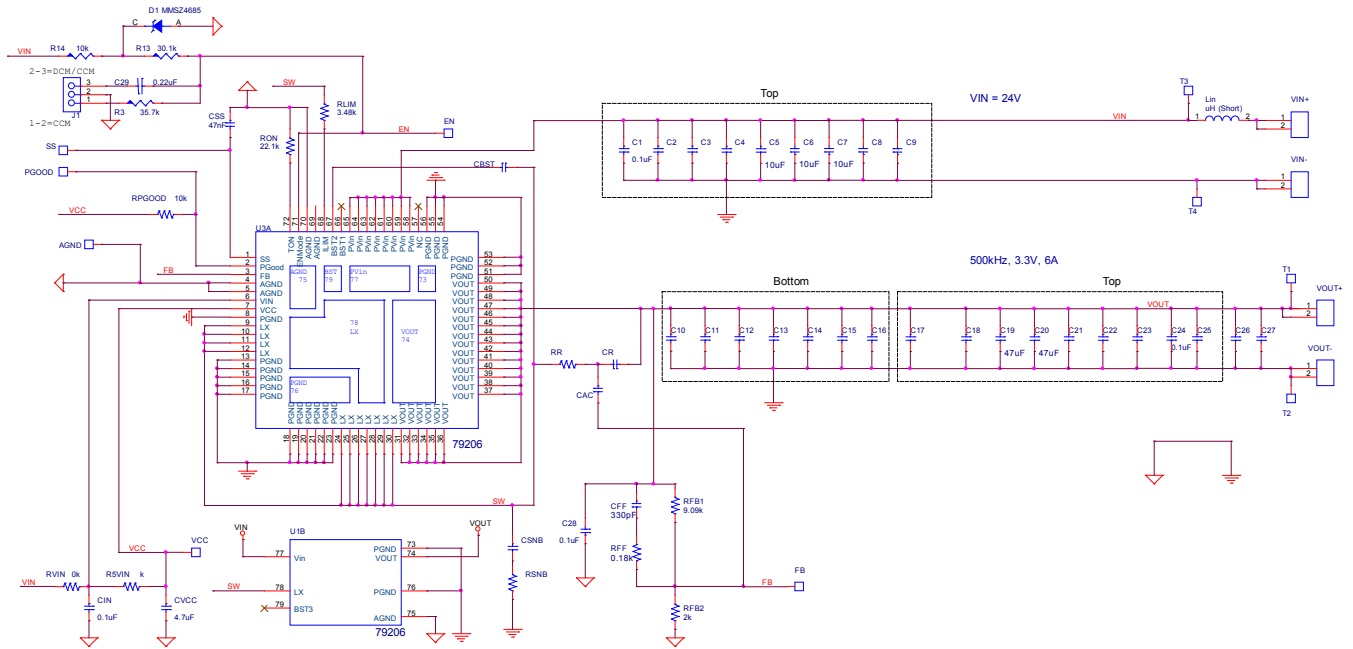 D1 MMSZ4685
C A
VIN R14 10k R13 30.1k
2-3=DCM/CCM
C29 0.22uF
3
2
1
J1
R3 35.7k
1-2=CCM
SW
RLIM
3.48k
CSS
47nF
RON
22.1k
EN
EN
SS
PGOOD
CBST
RPGOOD 10k
VCC
AGND
FB
U3A
72 71 70 69 68 67 66 65 64 63 62 61 60 59 58 57 56 55 54
TON
ENMode
AGND
AGND
ILIM
BST2
BST1
PVin
PVin
PVin
PVin
PVin
PVin
PVin
NC
PGND
PGND
PGND
1 SS
2 PGood
3 FB
4 AGND
5 AGND
6 VIN
7 VCC
8 PGND
9 LX
10 LX
11 LX
12 LX
13 PGND
14 PGND
15 PGND
16 PGND
17 PGND
AGND
75
BST
79
PVin
77
PGND
73
78
LX
VOUT
74
PGND
76
PGND 53
PGND 52
PGND 51
VOUT 50
VOUT 49
VOUT 48
VOUT 47
VOUT 46
VOUT 45
VOUT 44
VOUT 43
VOUT 42
VOUT 41
VOUT 40
VOUT 39
VOUT 38
VOUT 37
PGND
PGND
PGND
PGND
PGND
PGND
LX
LX
LX
LX
LX
LX
LX
VOUT
VOUT
VOUT
VOUT
VOUT
18 19 20 21 22 23 24 25 26 27 28 29 30 31 32 33 34 35 36
79206
SW
Top
C1
0.1uF
C2
C3
C4
C5
10uF
C6
10uF
C7
10uF
C8
C9
VIN = 24V
VIN
T3
Lin
uH (Short)
1 2
VIN+
1
2
VIN-
1
2
T4
500kHz, 3.3V, 6A
Bottom
C10
C11
C12
C13
C14
C15
C16
Top
C17
C18
C19
47uF
C20
47uF
C21
C22
C23
C24
0.1uF
C25
C26
C27
VOUT
T1
VOUT+
1
2
VOUT-
1
2
T2
RR
CR
CAC
CFF
330pF
RFB1
9.09k
C28
0.1uF
RFF
0.18k
FB
FB
RFB2
2k
VCC
VCC
VIN
RVIN 0k
R5VIN k
CIN
0.1uF
CVCC
4.7uF
VIN
U1B
VOUT
77 Vin
SW 78 LX
79 BST3
PGND 73
VOUT 74
PGND 76
AGND 75
79206
CSNB
RSNB